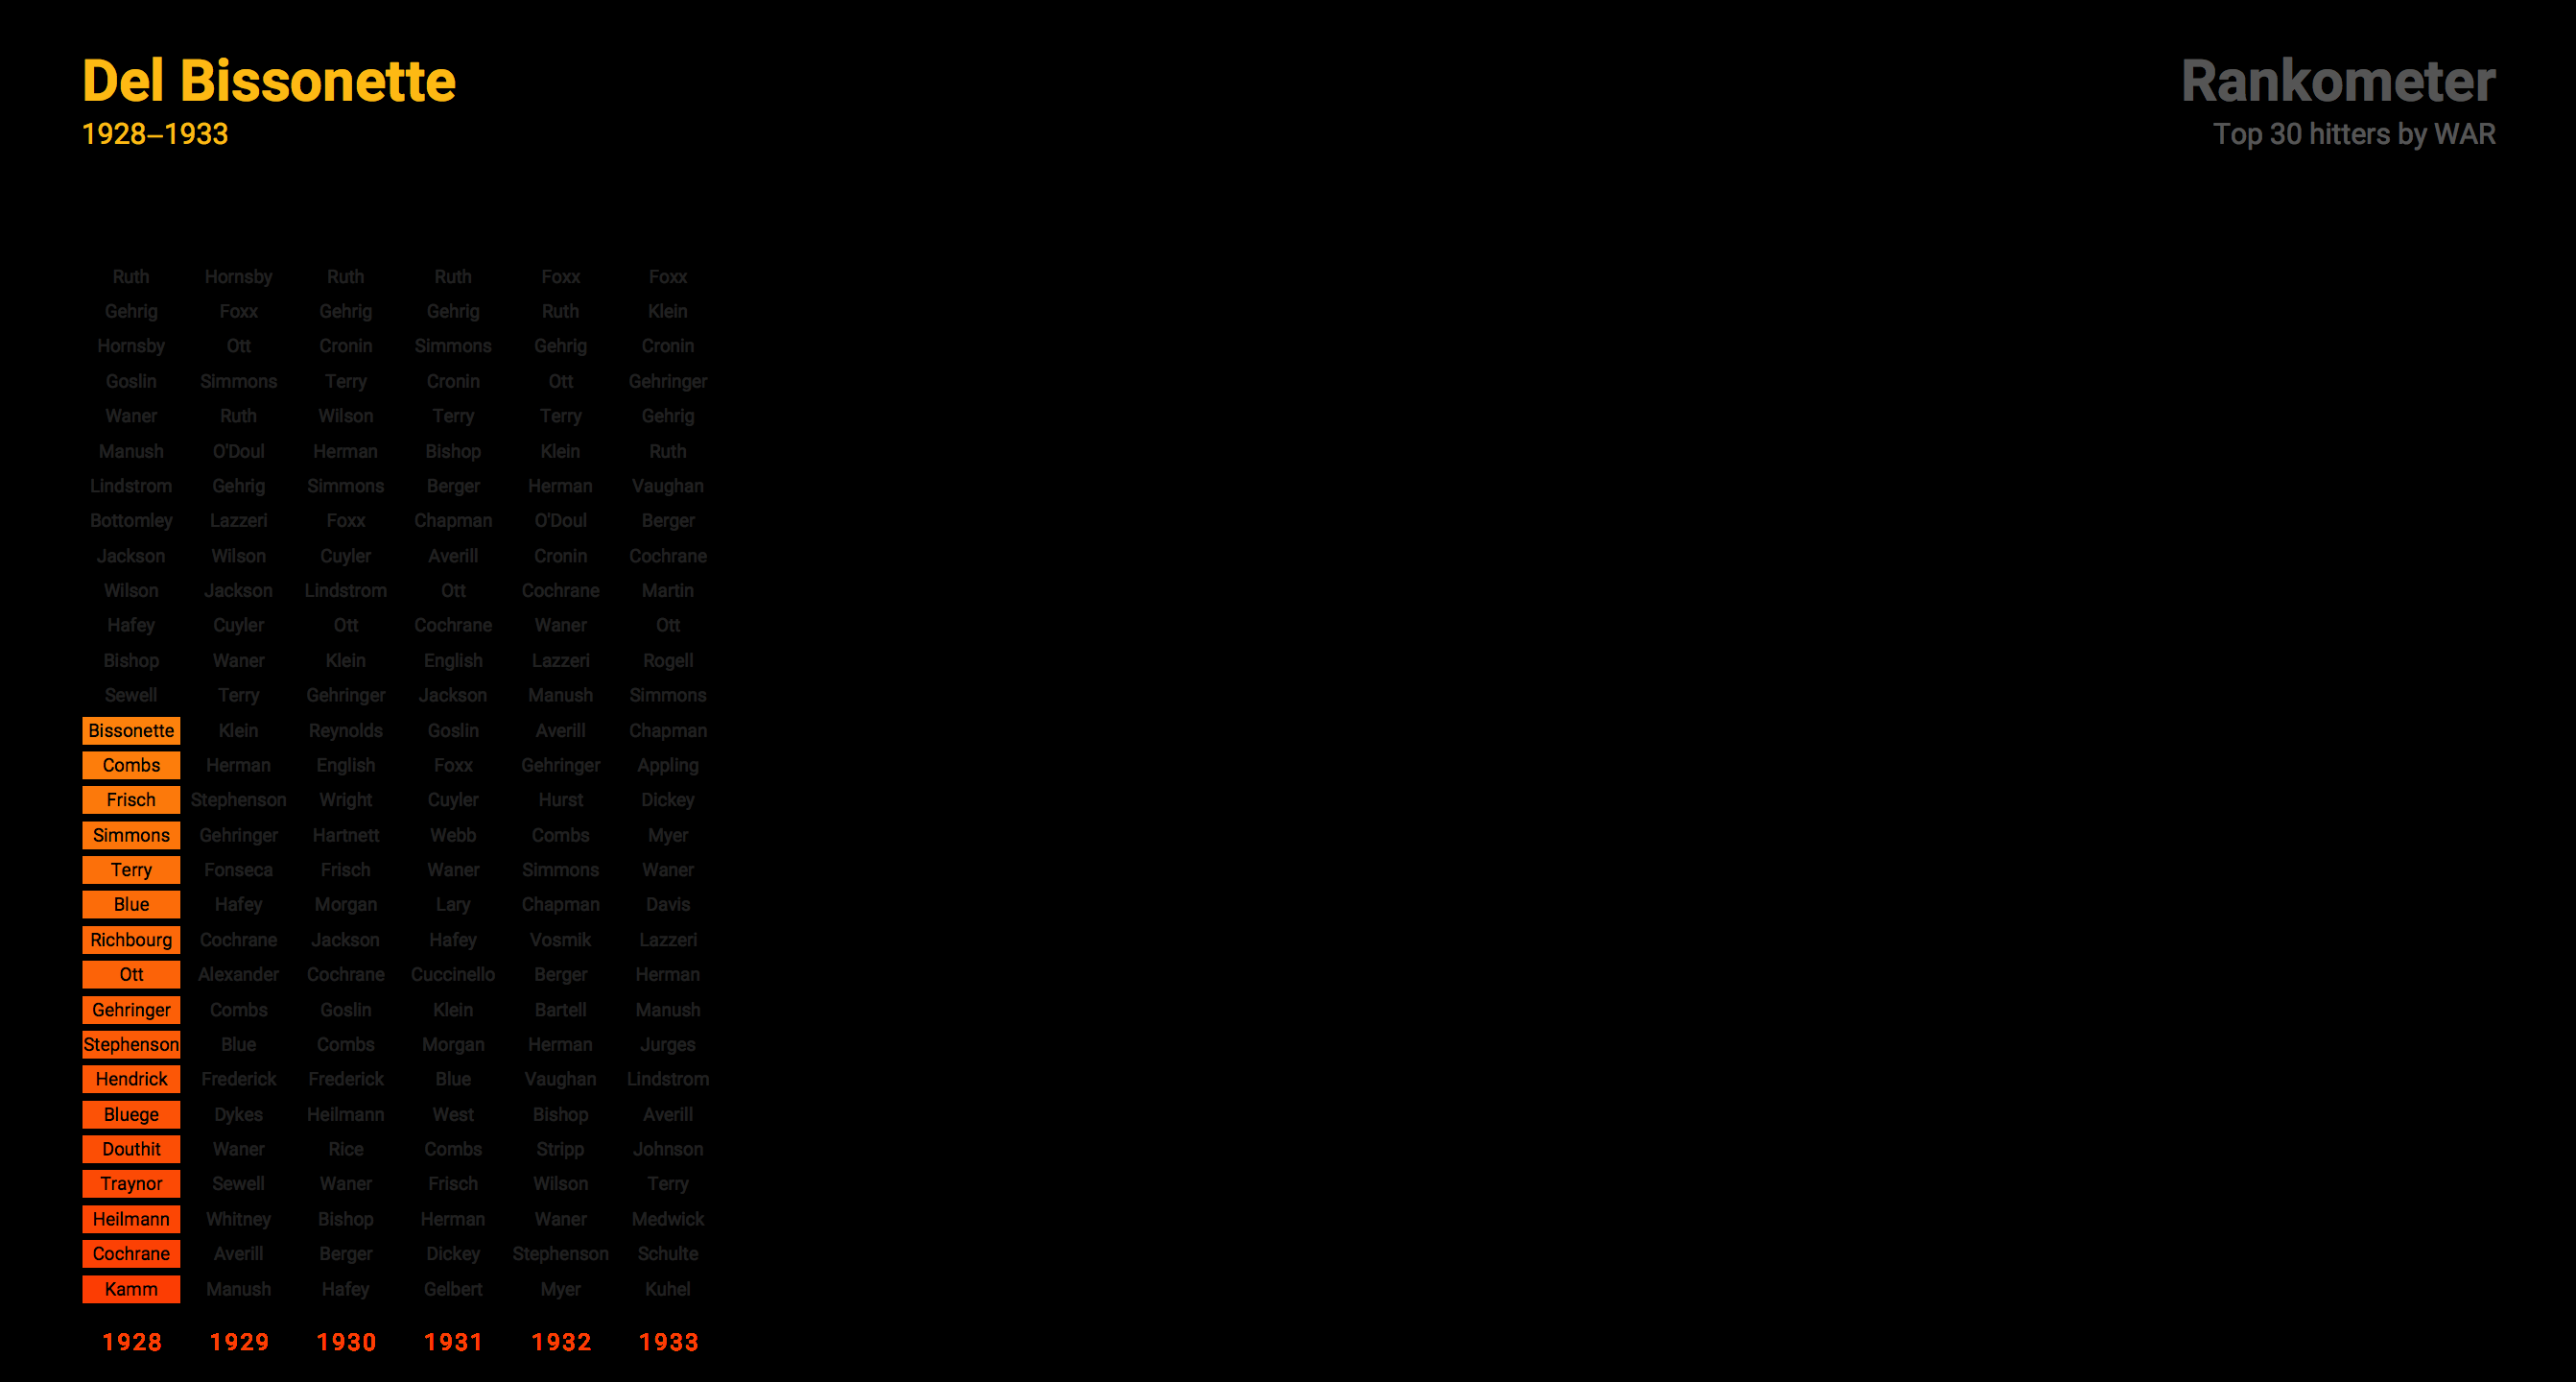 Del Bissonette
1928–1933
Rankometer
Top 30 hitters by WAR
Ruth Hornsby Ruth Ruth Foxx Foxx
Gehrig Foxx Gehrig Gehrig Ruth Klein
Hornsby Ott Cronin Simmons Gehrig Cronin
Goslin Simmons Terry Cronin Ott Gehringer
Waner Ruth Wilson Terry Terry Gehrig
Manush O'Doul Herman Bishop Klein Ruth
Lindstrom Gehrig Simmons Berger Herman Vaughan
Bottomley Lazzeri Foxx Chapman O'Doul Berger
Jackson Wilson Cuyler Averill Cronin Cochrane
Wilson Jackson Lindstrom Ott Cochrane Martin
Hafey Cuyler Ott Cochrane Waner Ott
Bishop Waner Klein English Lazzeri Rogell
Sewell Terry Gehringer Jackson Manush Simmons
Bissonette Klein Reynolds Goslin Averill Chapman
Combs Herman English Foxx Gehringer Appling
Frisch Stephenson Wright Cuyler Hurst Dickey
Simmons Gehringer Hartnett Webb Combs Myer
Terry Fonseca Frisch Waner Simmons Waner
Blue Hafey Morgan Lary Chapman Davis
Richbourg Cochrane Jackson Hafey Vosmik Lazzeri
Ott Alexander Cochrane Cuccinello Berger Herman
Gehringer Combs Goslin Klein Bartell Manush
Stephenson Blue Combs Morgan Herman Jurges
Hendrick Frederick Frederick Blue Vaughan Lindstrom
Bluege Dykes Heilmann West Bishop Averill
Douthit Waner Rice Combs Stripp Johnson
Traynor Sewell Waner Frisch Wilson Terry
Heilmann Whitney Bishop Herman Waner Medwick
Cochrane Averill Berger Dickey Stephenson Schulte
Kamm Manush Hafey Gelbert Myer Kuhel
1928 1929 1930 1931 1932 1933